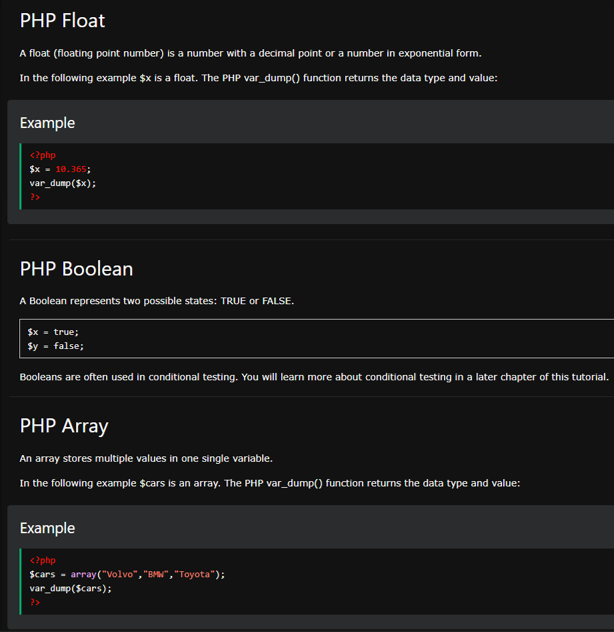 PHP Float
A float (floating point number) is a number with a decimal point or a number in exponential form.
In the following example $x is a float. The PHP var_dump() function returns the data type and value:
Example
<?php
$x = 10.365;
var_dump($x);
?>
PHP Boolean
A Boolean represents two possible states: TRUE or FALSE.
$x = true;
$y = false;
Booleans are often used in conditional testing. You will learn more about conditional testing in a later chapter of this tutorial.
PHP Array
An array stores multiple values in one single variable.
In the following example $cars is an array. The PHP var_dump() function returns the data type and value:
Example
<?php
$cars = array("Volvo","BMW","Toyota");
var_dump($cars);
?>